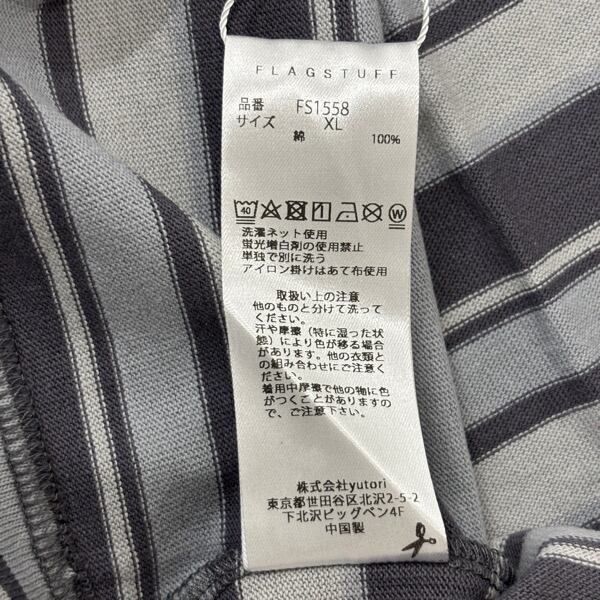 FLAGSTUFF
品番 FS1558
サイズ XL
綿 100%
40 W
洗濯ネット使用
蛍光増白剤の使用禁止
単独で別に洗う
アイロン掛けはあて布使用
取扱い上の注意
他のものと分けて洗って
ください。
汗や摩擦（特に湿った状
態）により色が移る場合
があります。他の衣類と
の組み合わせにご注意く
ださい。
着用中摩擦で他の物に色
がつくことがありますの
で、ご注意下さい。
株式会社yutori
東京都世田谷区北沢2-5-2
下北沢ビッグベン4F
中国製